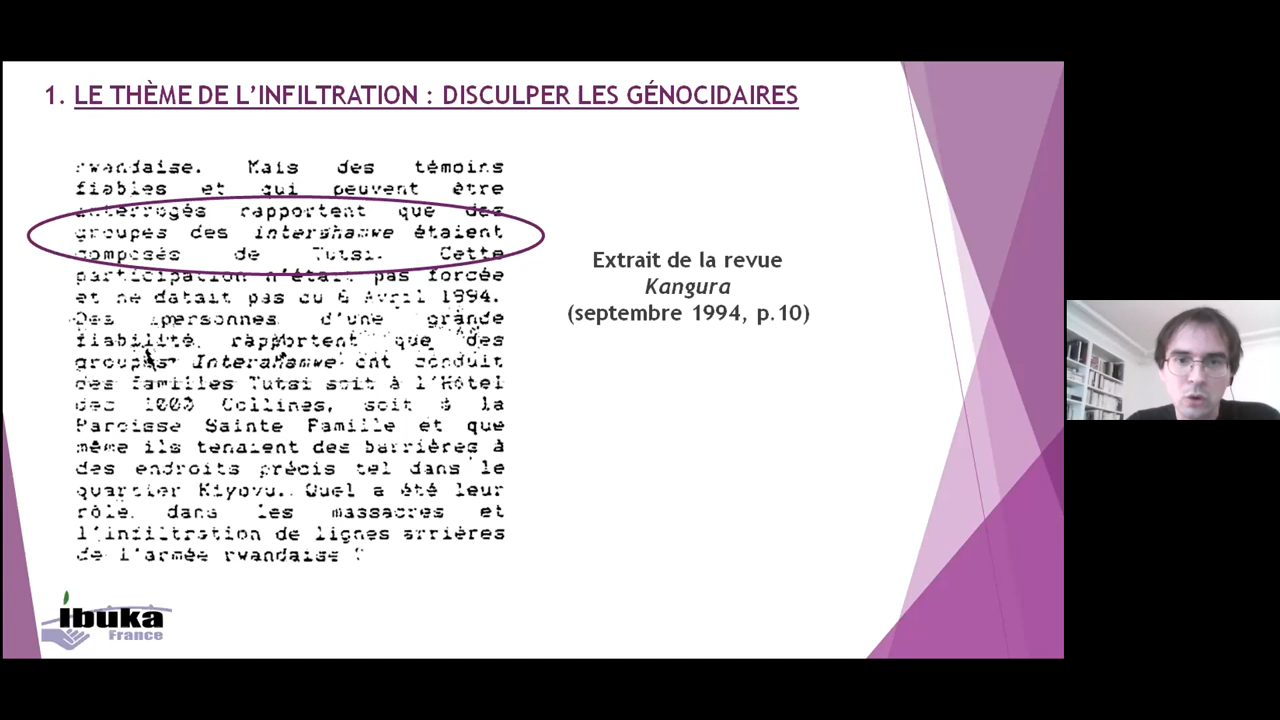 1. LE THÈME DE L'INFILTRATION : DISCULPER LES GÉNOCIDAIRES
rwandaise. Mais des témoins
fiables et qui peuvent être
interrogés rapportent que des
groupes des interahamwe étaient
composés de Tutsi. Cette
participation n'était pas forcée
et ne datait pas du 6 Avril 1994.
Des personnes d'une grande
fiabilité rapportent que des
groupes Interahamwe ont conduit
des familles Tutsi soit à l'Hôtel
des 1000 Collines, soit à la
Paroisse Sainte Famille et que
même ils tenaient des barrières à
des endroits précis tel dans le
quartier Kiyovu. Quel a été leur
rôle dans les massacres et
l'infiltration de lignes arrières
de l'armée rwandaise ?
Extrait de la revue
Kangura
(septembre 1994, p.10)
ibuka
France